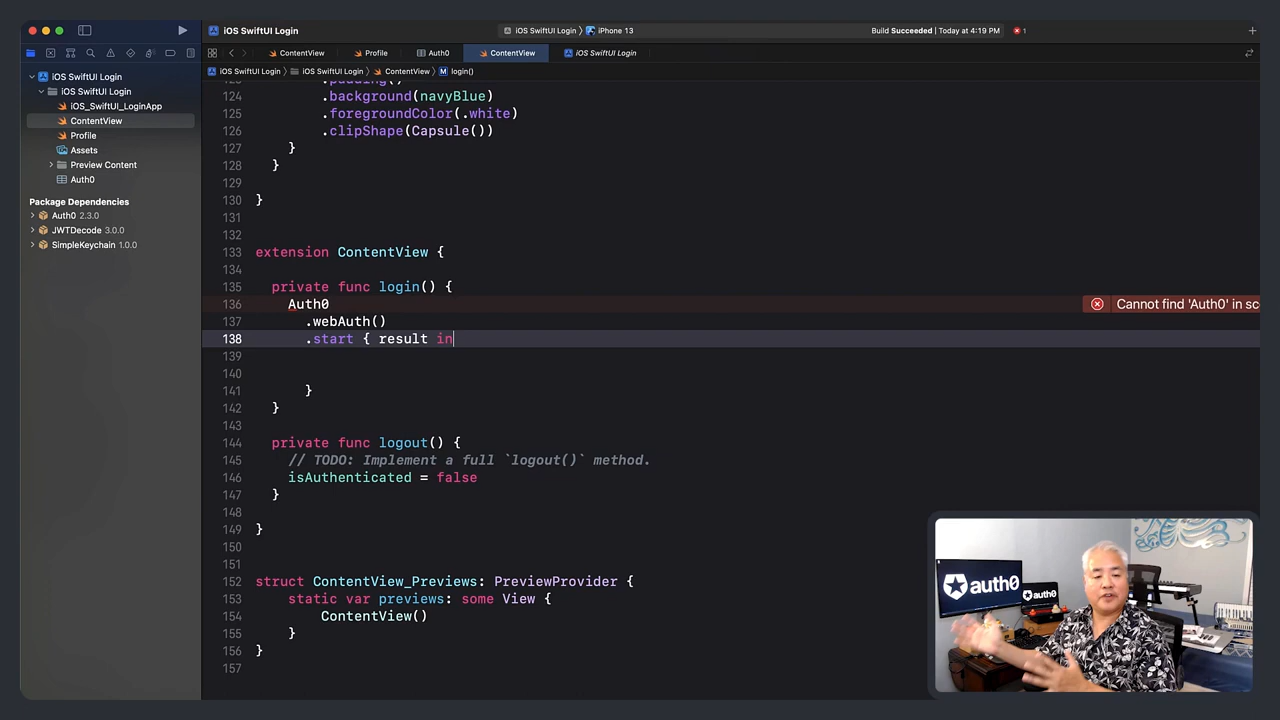 iOS SwiftUI Login
iOS SwiftUI Login
iPhone 13
Build Succeeded | Today at 4:19 PM
1
ContentView
Profile
Auth0
ContentView
iOS SwiftUI Login
iOS SwiftUI Login
iOS SwiftUI Login
ContentView
M login()
iOS SwiftUI Login
iOS SwiftUI Login
iOS_SwiftUI_LoginApp
ContentView
Profile
Assets
Preview Content
Auth0
Package Dependencies
Auth0 2.3.0
JWTDecode 3.0.0
SimpleKeychain 1.0.0
123 .padding()
124 .background(navyBlue)
125 .foregroundColor(.white)
126 .clipShape(Capsule())
127 }
128 }
129
130 }
131
132
133 extension ContentView {
134
135 private func login() {
136 Auth0
Cannot find 'Auth0' in sc
137 .webAuth()
138 .start { result in
139
140
141 }
142 }
143
144 private func logout() {
145 // TODO: Implement a full `logout()` method.
146 isAuthenticated = false
147 }
148
149 }
150
151
152 struct ContentView_Previews: PreviewProvider {
153 static var previews: some View {
154 ContentView()
155 }
156 }
157
auth0
auth0